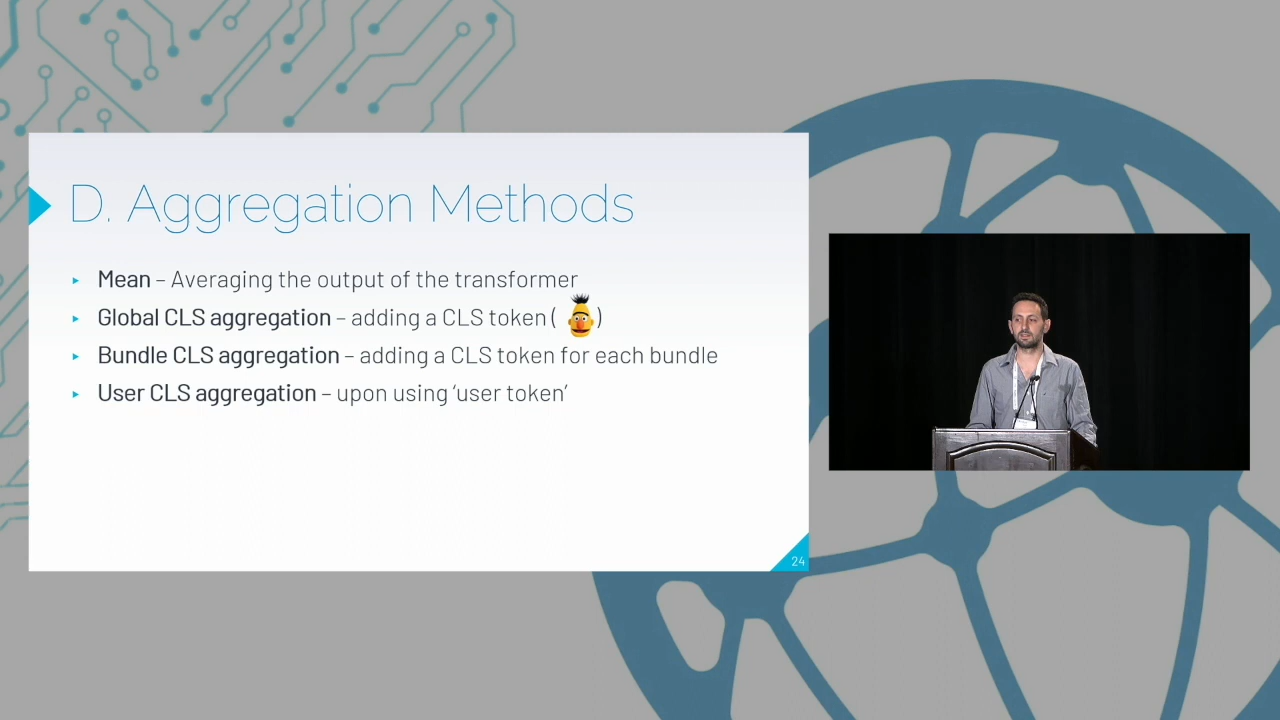 D. Aggregation Methods
Mean – Averaging the output of the transformer
Global CLS aggregation – adding a CLS token ( )
Bundle CLS aggregation – adding a CLS token for each bundle
User CLS aggregation – upon using ‘user token’
24